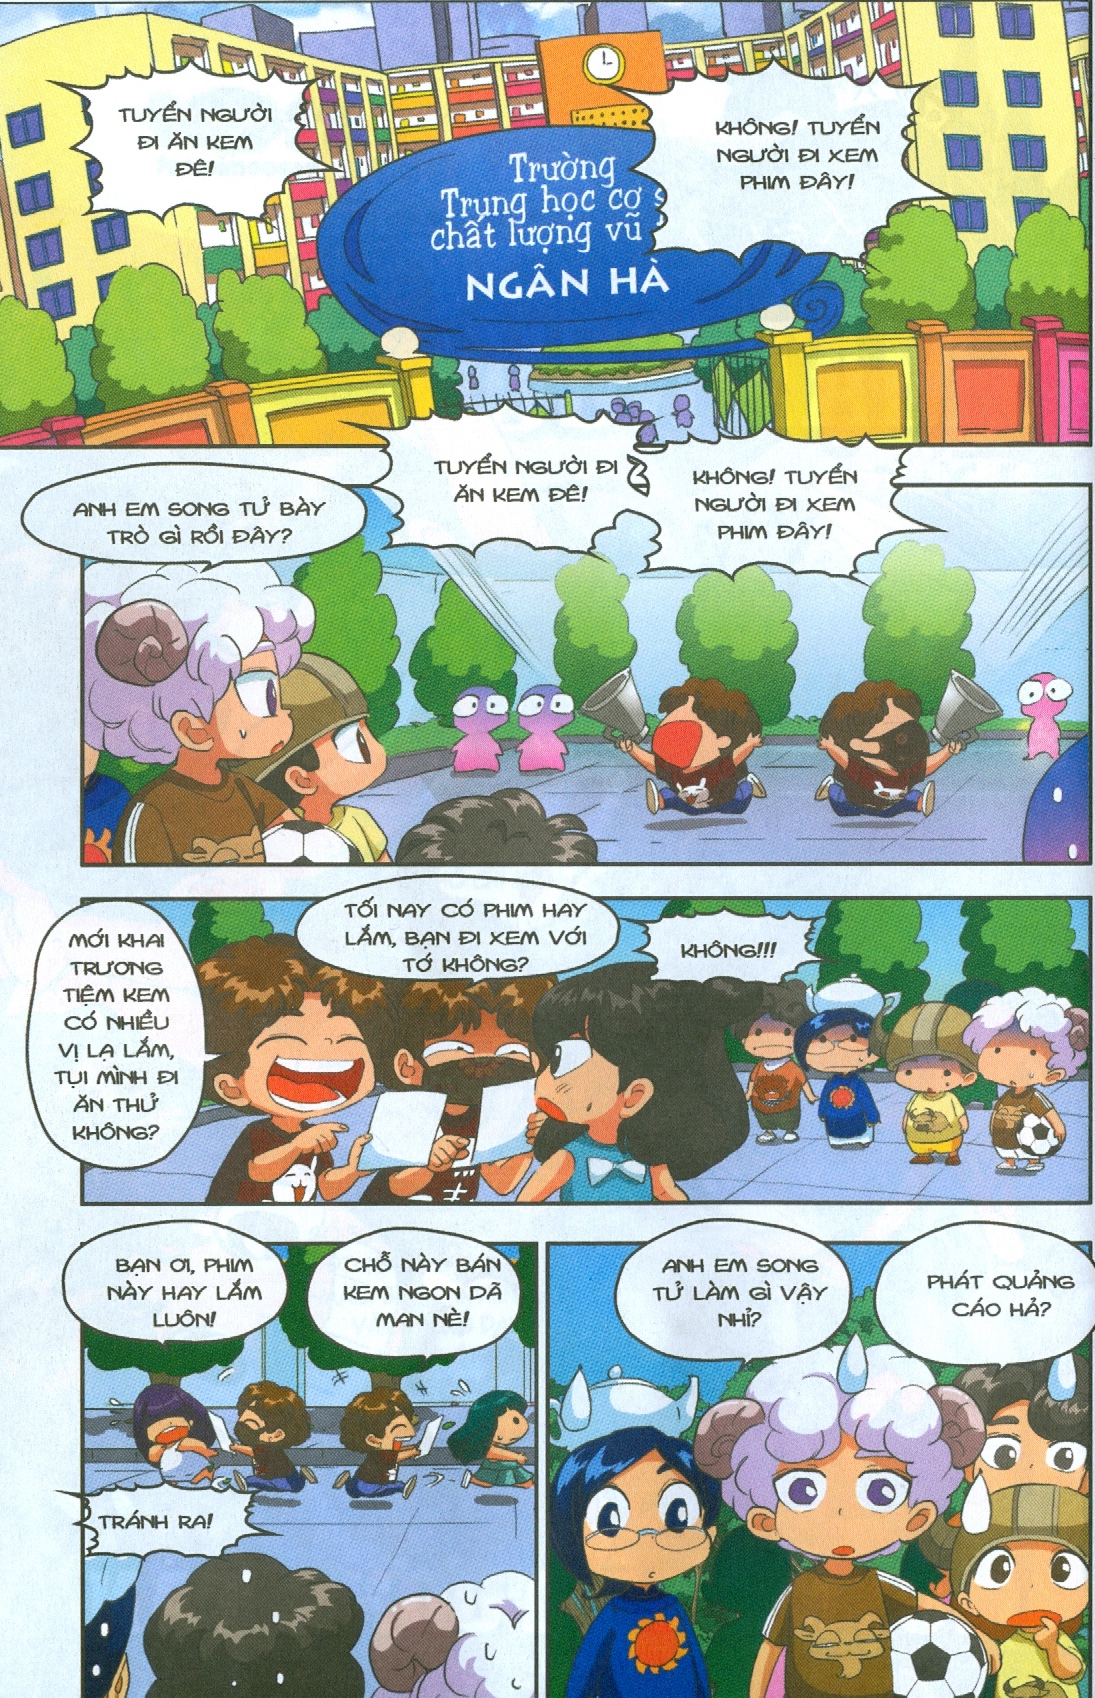 TUYỂN NGƯỜI
ĐI ĂN KEM
ĐÊ!
KHÔNG! TUYỂN
NGƯỜI ĐI XEM
PHIM ĐÂY!
Trường
Trung học cơ
chất lượng vũ
NGÂN HÀ
TUYỂN NGƯỜI ĐI
ĂN KEM ĐÊ!
KHÔNG! TUYỂN
NGƯỜI ĐI XEM
PHIM ĐÂY!
ANH EM SONG TỬ BÀY
TRÒ GÌ RỒI ĐÂY?
MỚI KHAI
TRƯƠNG
TIỆM KEM
CÓ NHIỀU
VỊ LẠ LẮM,
TỤI MÌNH ĐI
ĂN THỬ
KHÔNG?
TỐI NAY CÓ PHIM HAY
LẮM, BẠN ĐI XEM VỚI
TỚ KHÔNG?
KHÔNG!!!
BẠN ƠI, PHIM
NÀY HAY LẮM
LUÔN!
CHỖ NÀY BÁN
KEM NGON DÃ
MAN NÈ!
TRÁNH RA!
ANH EM SONG
TỬ LÀM GÌ VẬY
NHỈ?
PHÁT QUẢNG
CÁO HẢ?